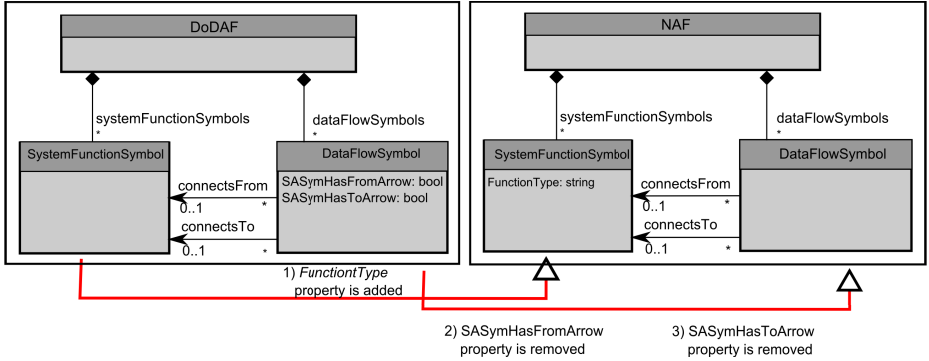 DoDAF
systemFunctionSymbols
*
dataFlowSymbols
*
SystemFunctionSymbol
DataFlowSymbol
SASymHasFromArrow: bool
SASymHasToArrow: bool
connectsFrom
0..1 *
connectsTo
0..1 *
NAF
systemFunctionSymbols
*
dataFlowSymbols
*
SystemFunctionSymbol
FunctionType: string
DataFlowSymbol
connectsFrom
0..1 *
connectsTo
0..1 *
1) FunctiontType
property is added
2) SASymHasFromArrow
property is removed
3) SASymHasToArrow
property is removed